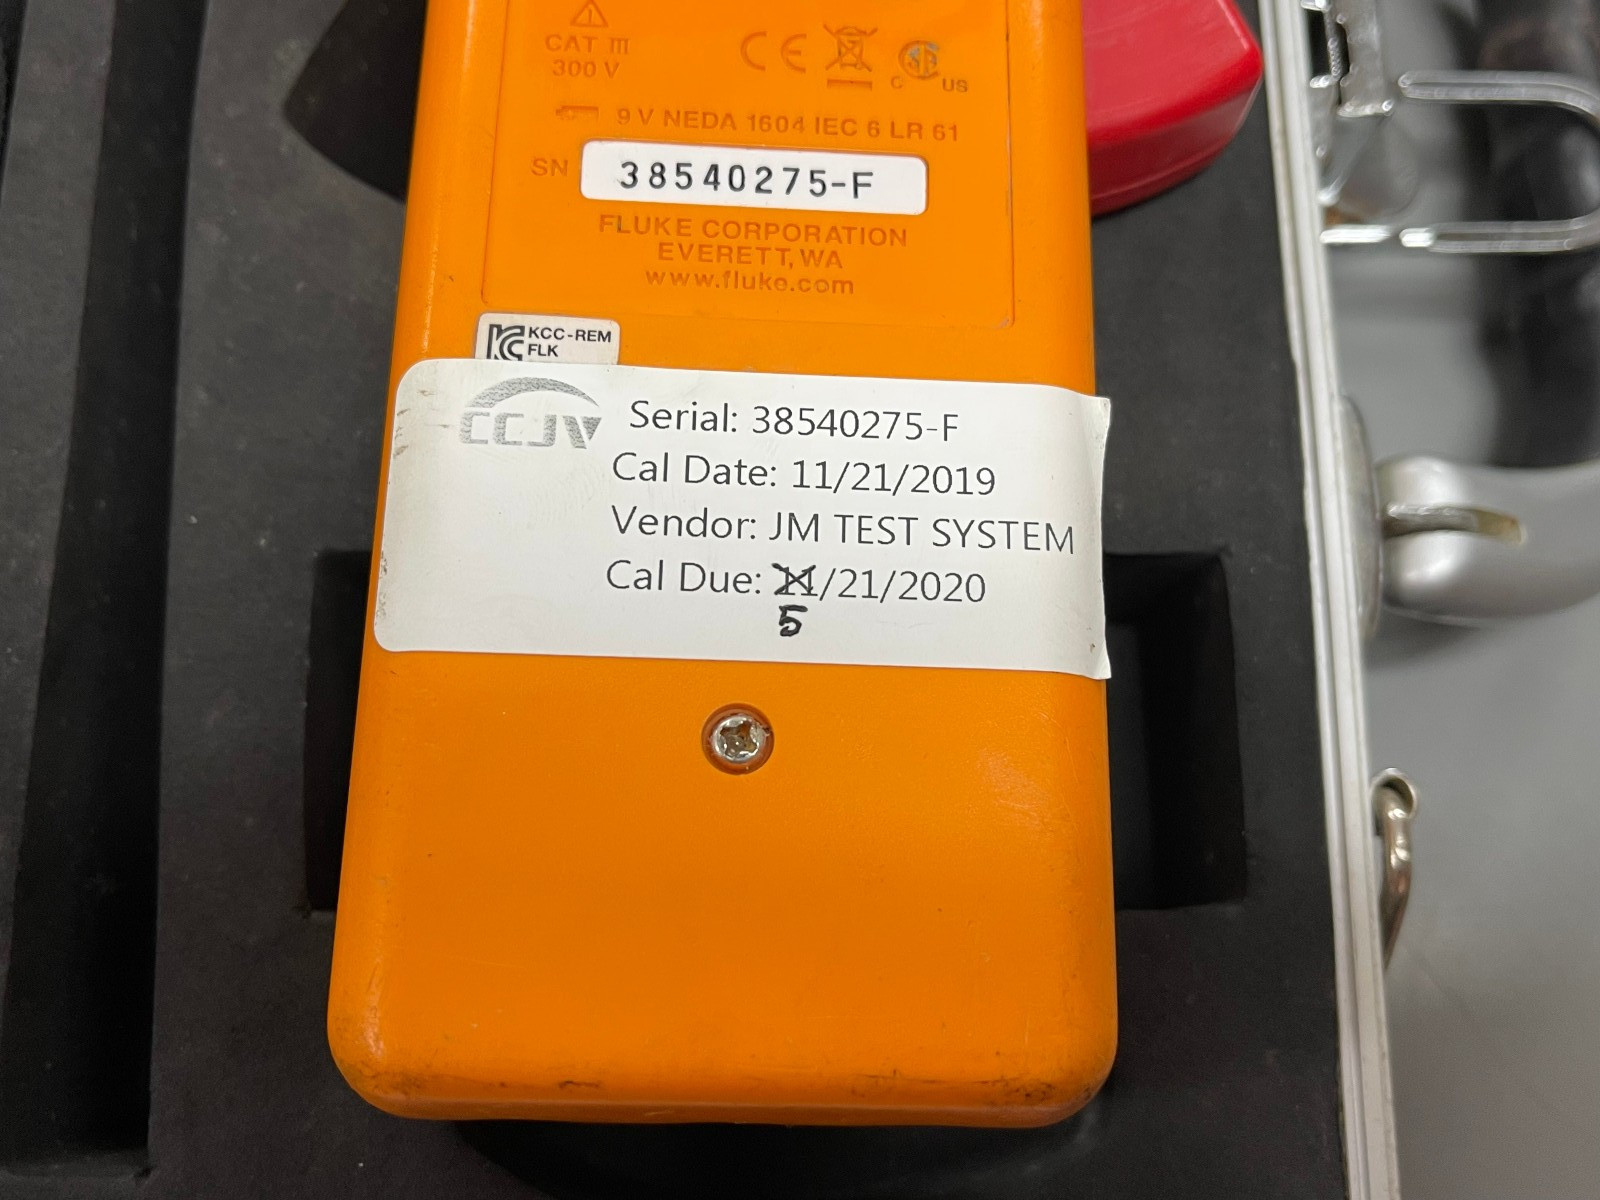 CAT III
300 V
CE
C US
9 V NEDA 1604 IEC 6 LR 61
SN 38540275-F
FLUKE CORPORATION
EVERETT, WA
www.fluke.com
KCC-REM
FLK
CCJV
Serial: 38540275-F
Cal Date: 11/21/2019
Vendor: JM TEST SYSTEM
Cal Due: 11/21/2020
5